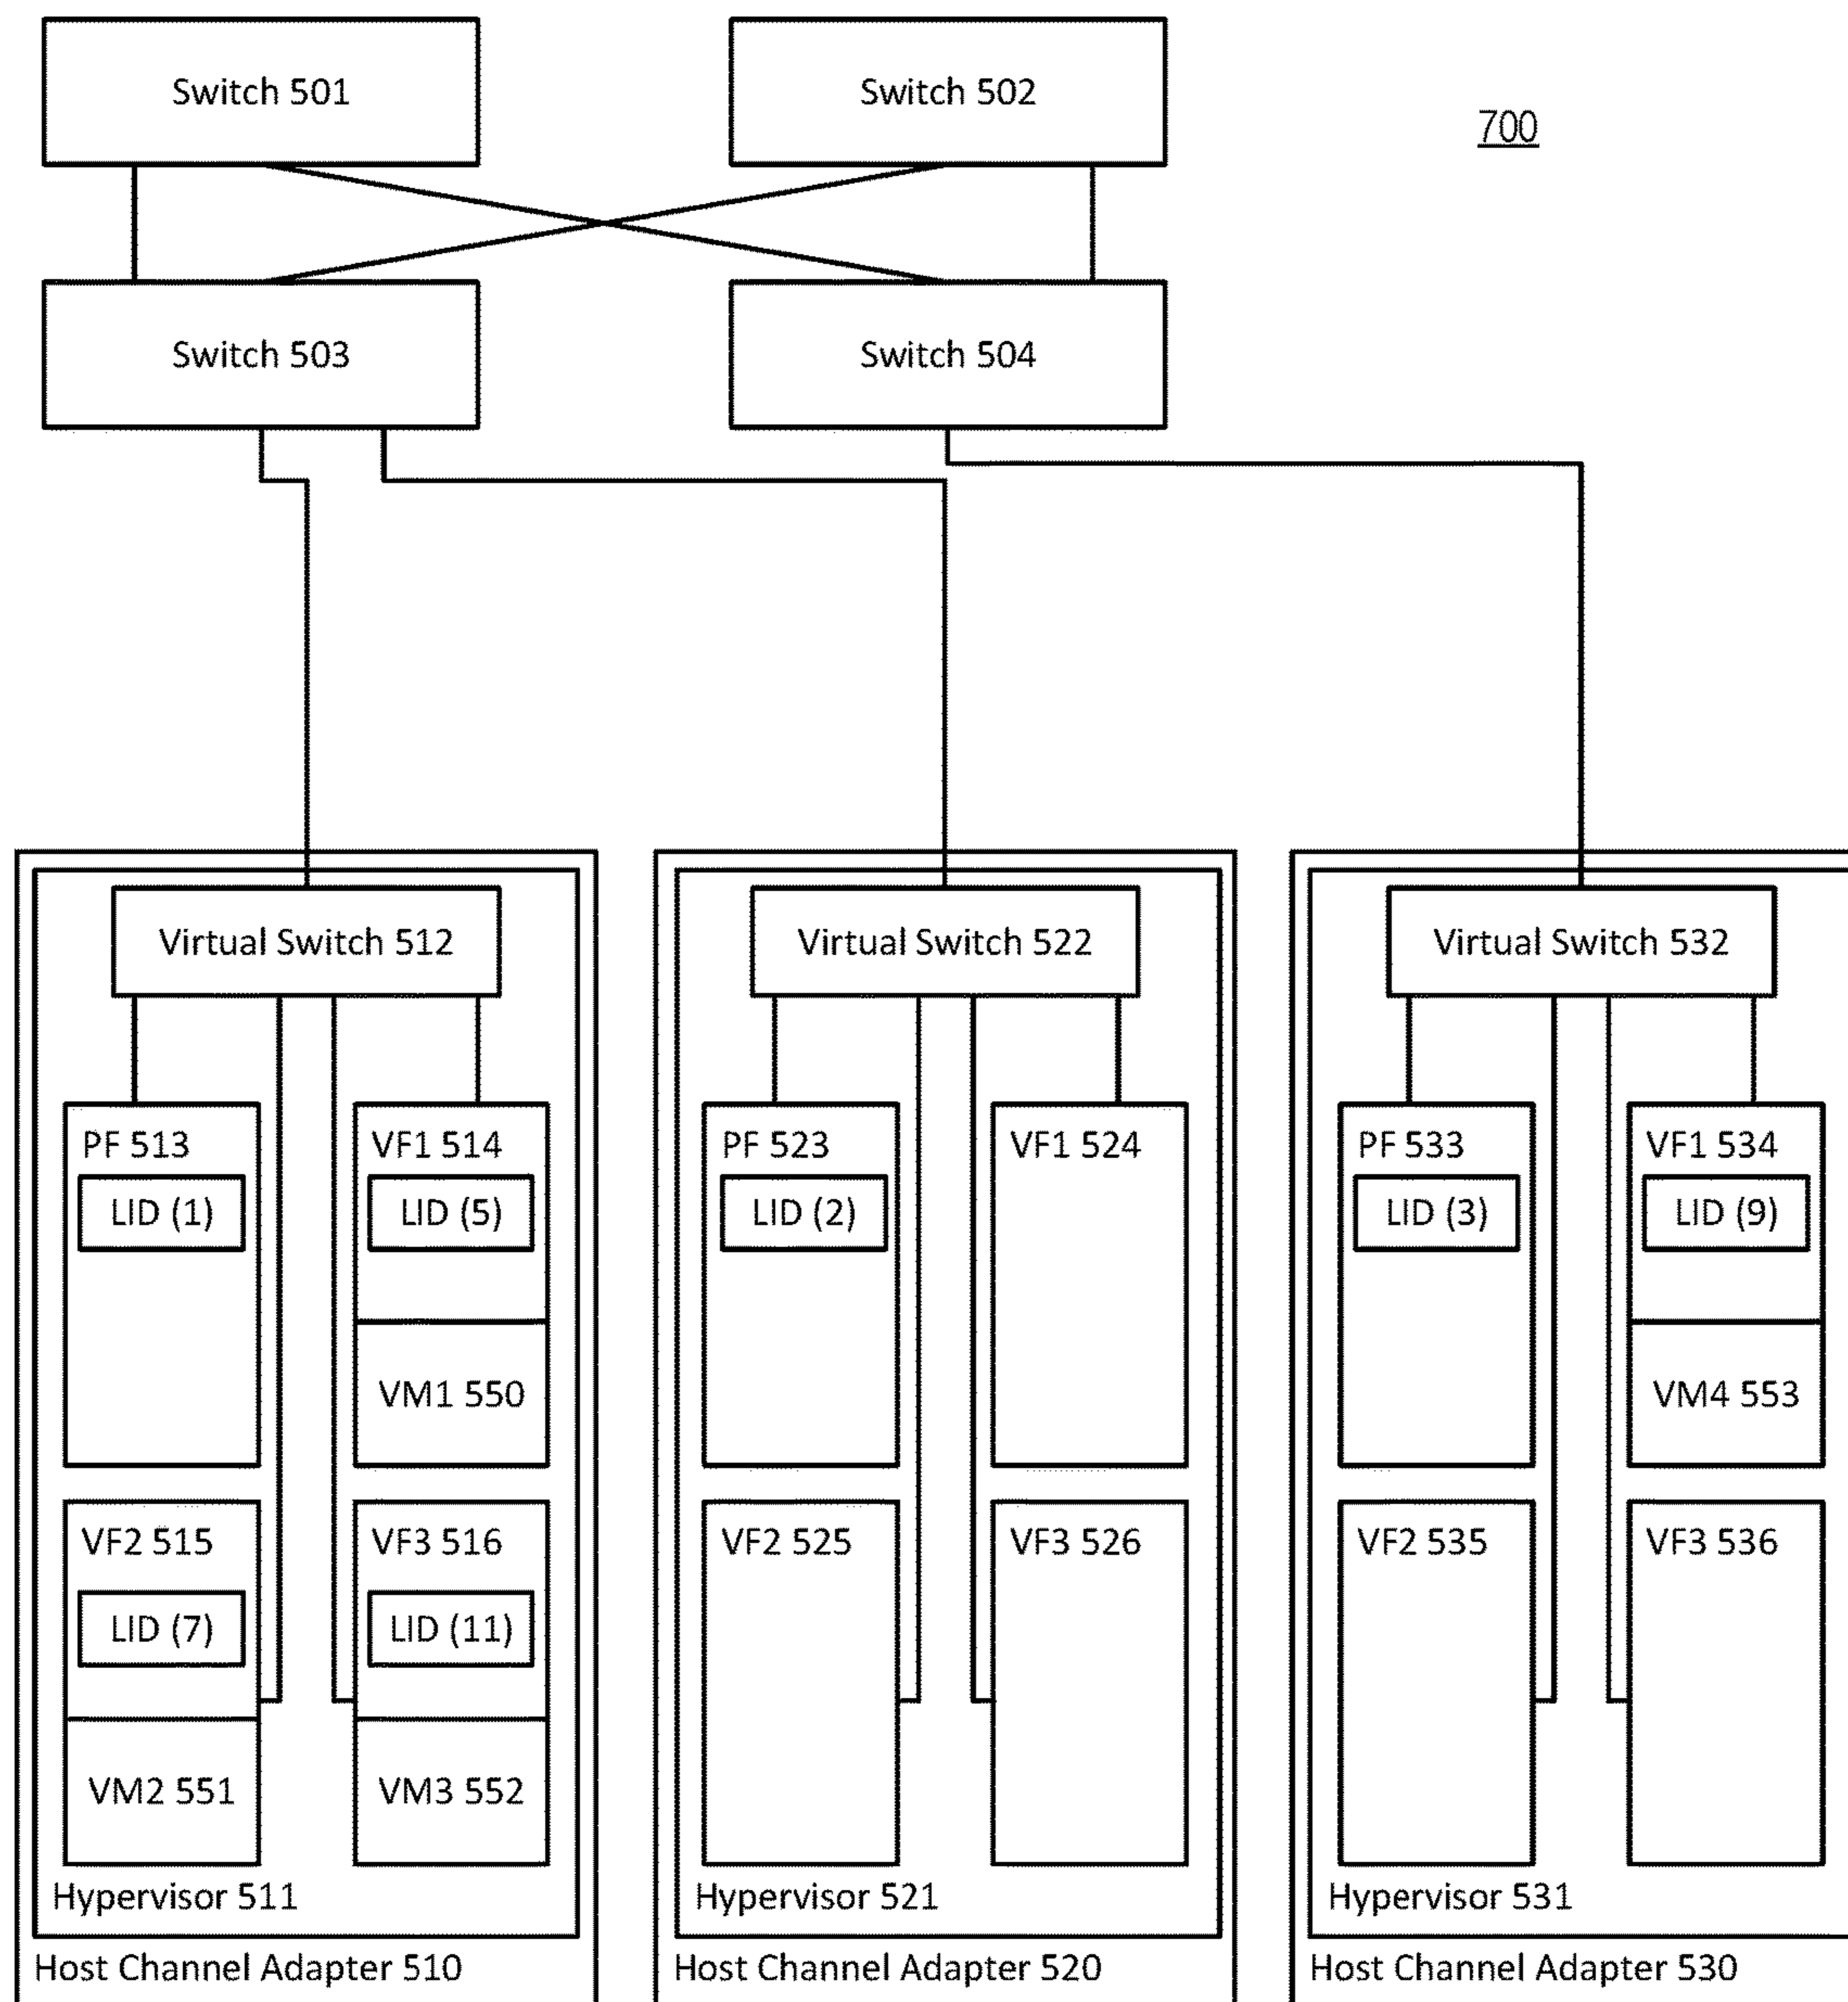 Switch 501
Switch 502
700
Switch 503
Switch 504
Virtual Switch 512
Virtual Switch 522
Virtual Switch 532
PF 513
LID (1)
VF1 514
LID (5)
VM1 550
PF 523
LID (2)
VF1 524
PF 533
LID (3)
VF1 534
LID (9)
VM4 553
VF2 515
LID (7)
VM2 551
VF3 516
LID (11)
VM3 552
VF2 525
VF3 526
VF2 535
VF3 536
Hypervisor 511
Hypervisor 521
Hypervisor 531
Host Channel Adapter 510
Host Channel Adapter 520
Host Channel Adapter 530